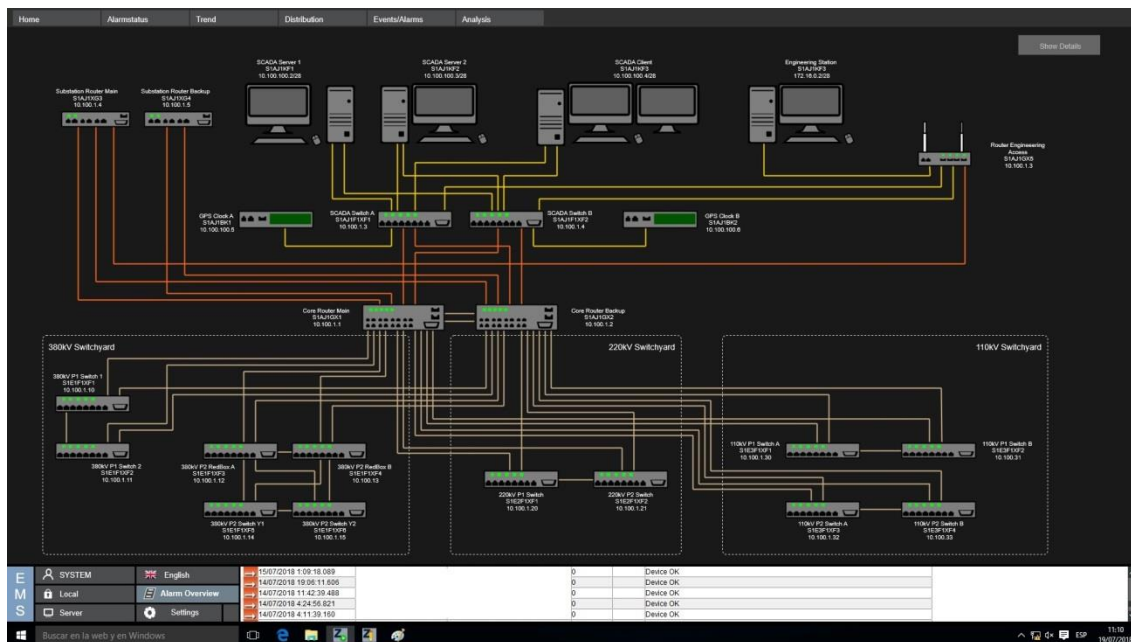 Home Alarmstatus Trend Distribution Events/Alarms Analysis
Show Details
SCADA Server 1
S1AJ1KF1
10.100.100.2/28
SCADA Server 2
S1AJ1KF2
10.100.100.3/28
SCADA Client
S1AJ1KF3
10.100.100.4/28
Engineering Station
S1AJ1KF3
172.16.0.2/29
Substation Router Main
S1AJ1XG3
10.100.1.4
Substation Router Backup
S1AJ1XG4
10.100.1.5
Router Engineering
Access
S1AJ1GX5
10.100.1.3
GPS Clock A
S1AJ1BK1
10.100.100.5
SCADA Switch A
S1AJ1F1XF1
10.100.1.3
SCADA Switch B
S1AJ1F1XF2
10.100.1.4
GPS Clock B
S1AJ1BK2
10.100.100.6
Core Router Main
S1AJ1GX1
10.100.1.1
Core Router Backup
S1AJ1GX2
10.100.1.2
380kV Switchyard
220kV Switchyard
110kV Switchyard
380kV P1 Switch 1
S1E1F1XF1
10.100.1.10
380kV P1 Switch 2
S1E1F1XF2
10.100.1.11
380kV P2 RedBox A
S1E1F1XF3
10.100.1.12
380kV P2 RedBox B
S1E1F1XF4
10.100.13
380kV P2 Switch Y1
S1E1F1XF5
10.100.1.14
380kV P2 Switch Y2
S1E1F1XF6
10.100.1.15
220kV P1 Switch
S1E2F1XF1
10.100.1.20
220kV P2 Switch
S1E2F1XF2
10.100.1.21
110kV P1 Switch A
S1E3F1XF1
10.100.1.30
110kV P1 Switch B
S1E3F1XF2
10.100.31
110kV P2 Switch A
S1E3F1XF3
10.100.1.32
110kV P2 Switch B
S1E3F1XF4
10.100.33
EMS
SYSTEM English
Local Alarm Overview
Server Settings
15/07/2018 1:09:18.089 0 Device OK
14/07/2018 19:06:11.606 0 Device OK
14/07/2018 11:42:39.488 0 Device OK
14/07/2018 4:24:56.821 0 Device OK
14/07/2018 4:11:39.160 0 Device OK
Buscar en la web y en Windows
ESP
11:10
19/07/2018